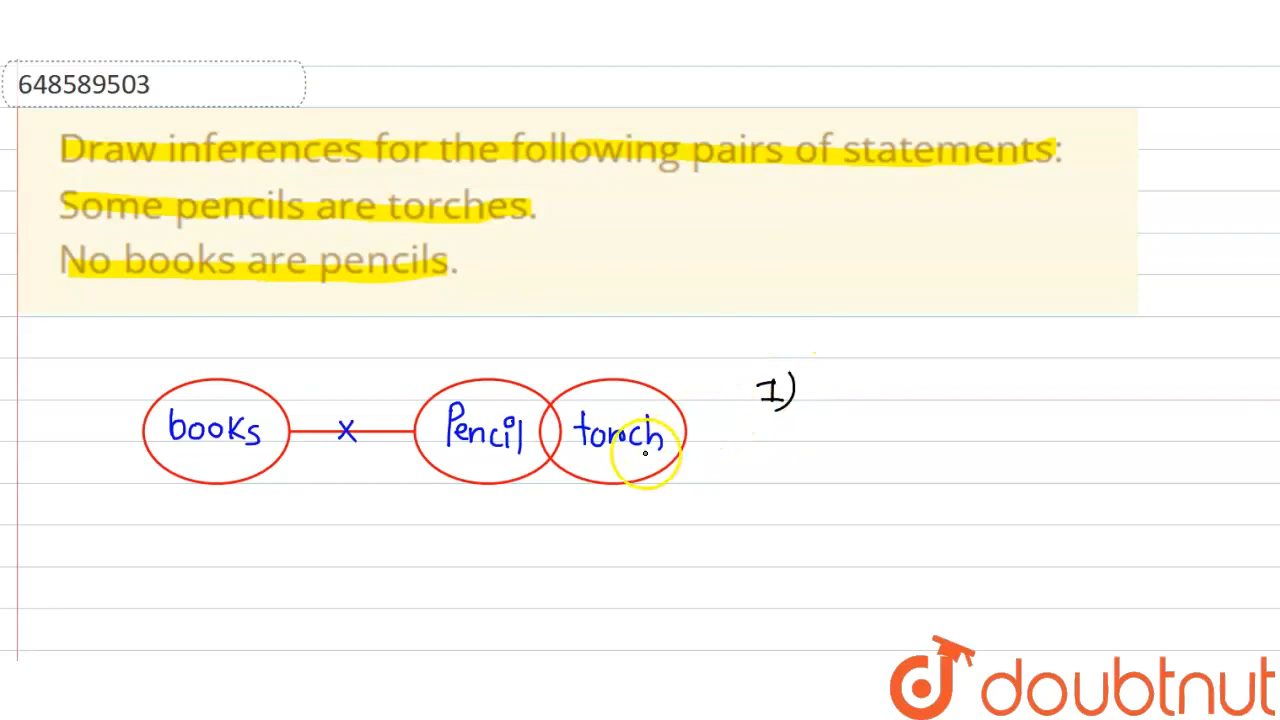 648589503
Draw inferences for the following pairs of statements:
Some pencils are torches.
No books are pencils.
books x Pencil torch
1)
doubtnut